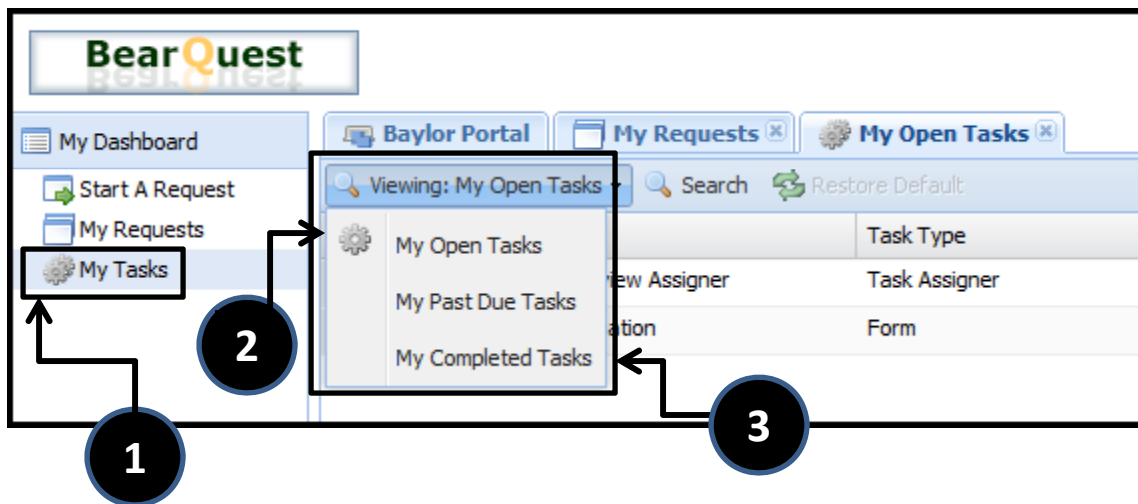 BearQuest
My Dashboard
Start A Request
My Requests
My Tasks
Baylor Portal
My Requests
My Open Tasks
Viewing: My Open Tasks
Search
Restore Default
My Open Tasks
My Past Due Tasks
My Completed Tasks
Task Type
Assigner
Task Assigner
Form
1
2
3